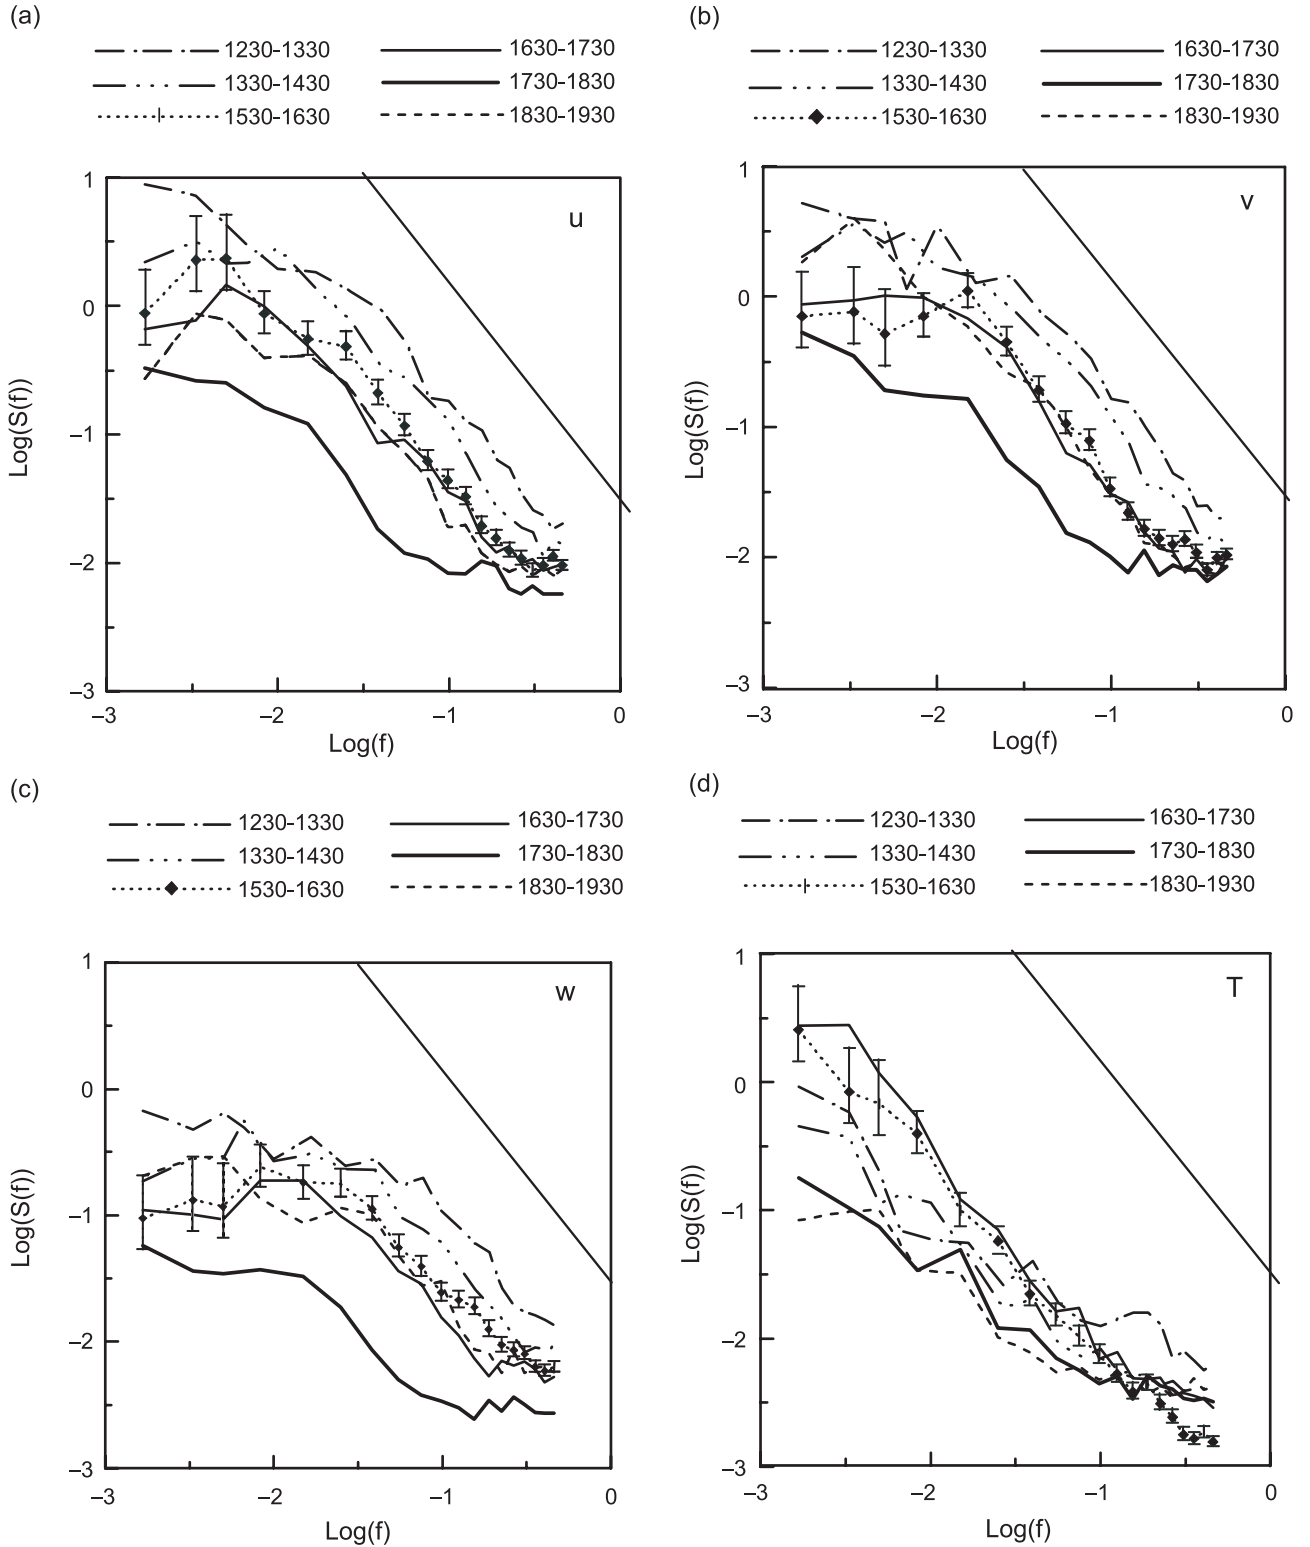 (a)
1230-1330 1630-1730
1330-1430 1730-1830
1530-1630 1830-1930
1
u
0
Log(S(f))
–1
–2
–3
–3 –2 –1 0
Log(f)
(b)
1230-1330 1630-1730
1330-1430 1730-1830
1530-1630 1830-1930
1
v
0
Log(S(f))
–1
–2
–3
–3 –2 –1 0
Log(f)
(c)
1230-1330 1630-1730
1330-1430 1730-1830
1530-1630 1830-1930
1
w
0
Log(S(f))
–1
–2
–3
–3 –2 –1 0
Log(f)
(d)
1230-1330 1630-1730
1330-1430 1730-1830
1530-1630 1830-1930
1
T
0
Log(S(f))
–1
–2
–3
–3 –2 –1 0
Log(f)